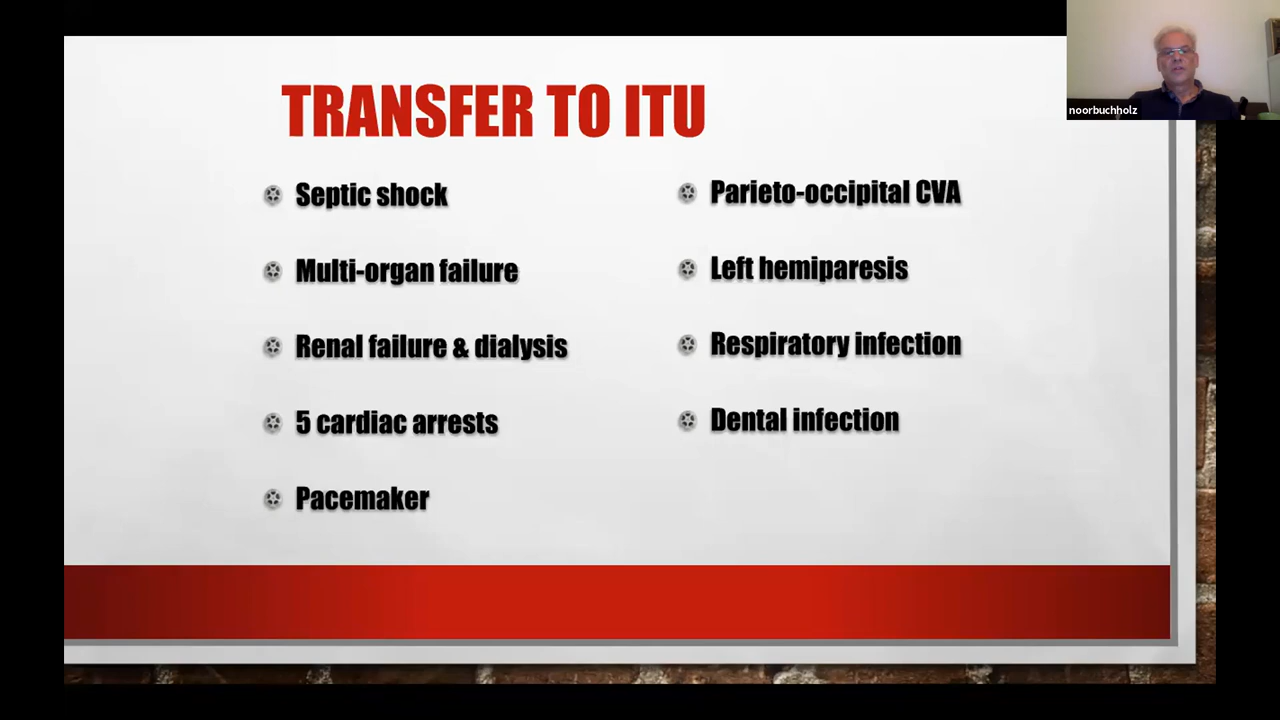 TRANSFER TO ITU
Septic shock
Multi-organ failure
Renal failure & dialysis
5 cardiac arrests
Pacemaker
Parieto-occipital CVA
Left hemiparesis
Respiratory infection
Dental infection
noorbuchholz